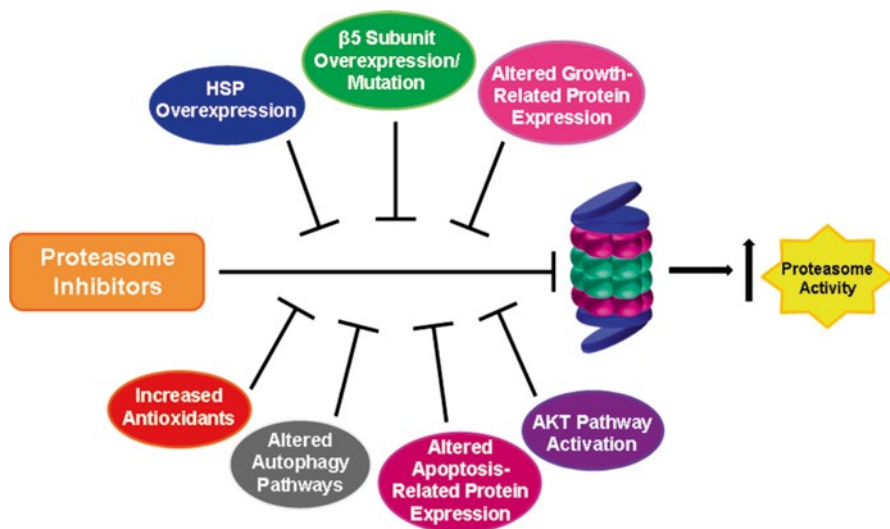 HSP
Overexpression
β5 Subunit
Overexpression/
Mutation
Altered Growth-
Related Protein
Expression
Proteasome
Inhibitors
Proteasome
Activity
Increased
Antioxidants
Altered
Autophagy
Pathways
Altered
Apoptosis-
Related Protein
Expression
AKT Pathway
Activation